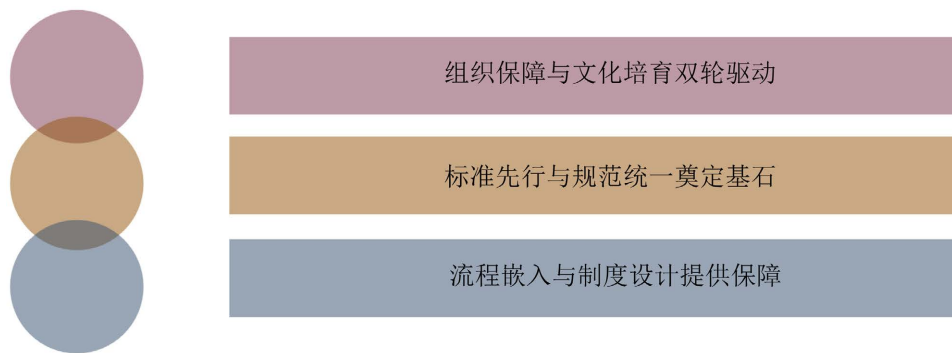 组织保障与文化培育双轮驱动
标准先行与规范统一奠定基石
流程嵌入与制度设计提供保障